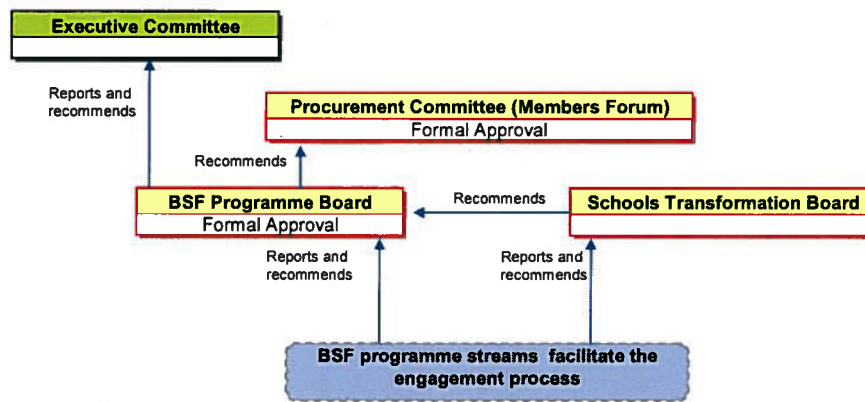 Executive Committee
Reports and
recommends
Procurement Committee (Members Forum)
Formal Approval
Recommends
BSF Programme Board
Formal Approval
Recommends
Schools Transformation Board
Reports and
recommends
Reports and
recommends
BSF programme streams facilitate the
engagement process